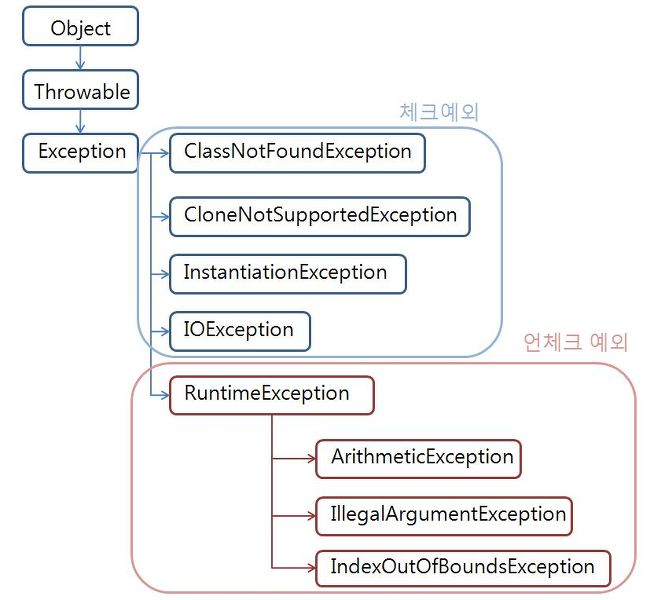 Object
Throwable
체크예외
Exception
ClassNotFoundException
CloneNotSupportedException
InstantiationException
IOException
언체크 예외
RuntimeException
ArithmeticException
IllegalArgumentException
IndexOutOfBoundsException